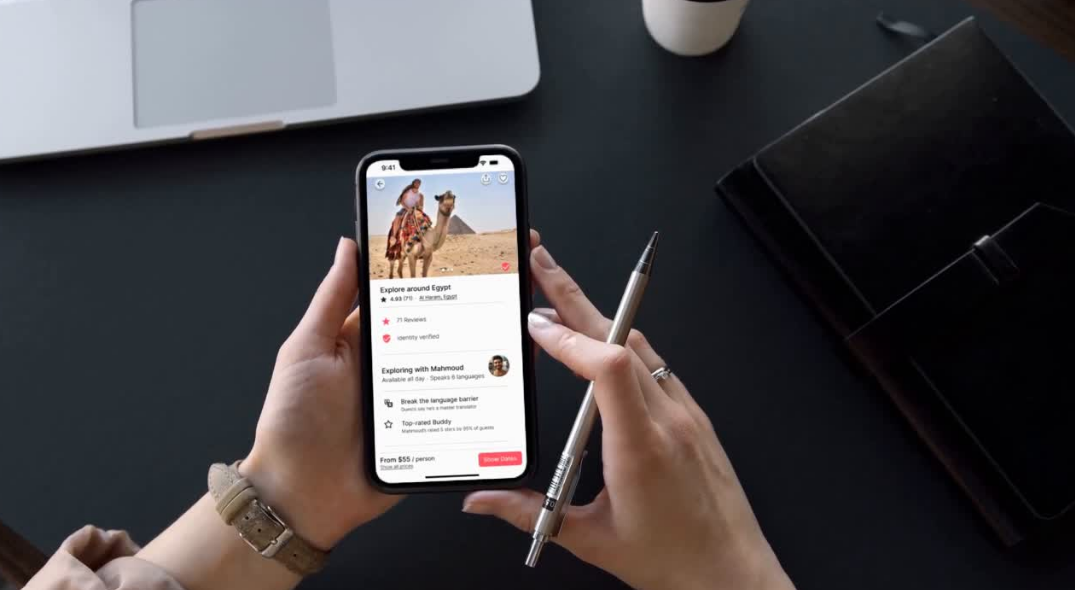 9:41
Explore around Egypt
★ 4.93 (71) · Al Haram, Egypt
71 Reviews
Identity verified
Exploring with Mahmoud
Available all day · Speaks 6 languages
Break the language barrier
Guests say he's a master translator
Top-rated Buddy
Mahmoud rated 5 stars by 95% of guests
From $55 / person
Show all prices
Show Dates